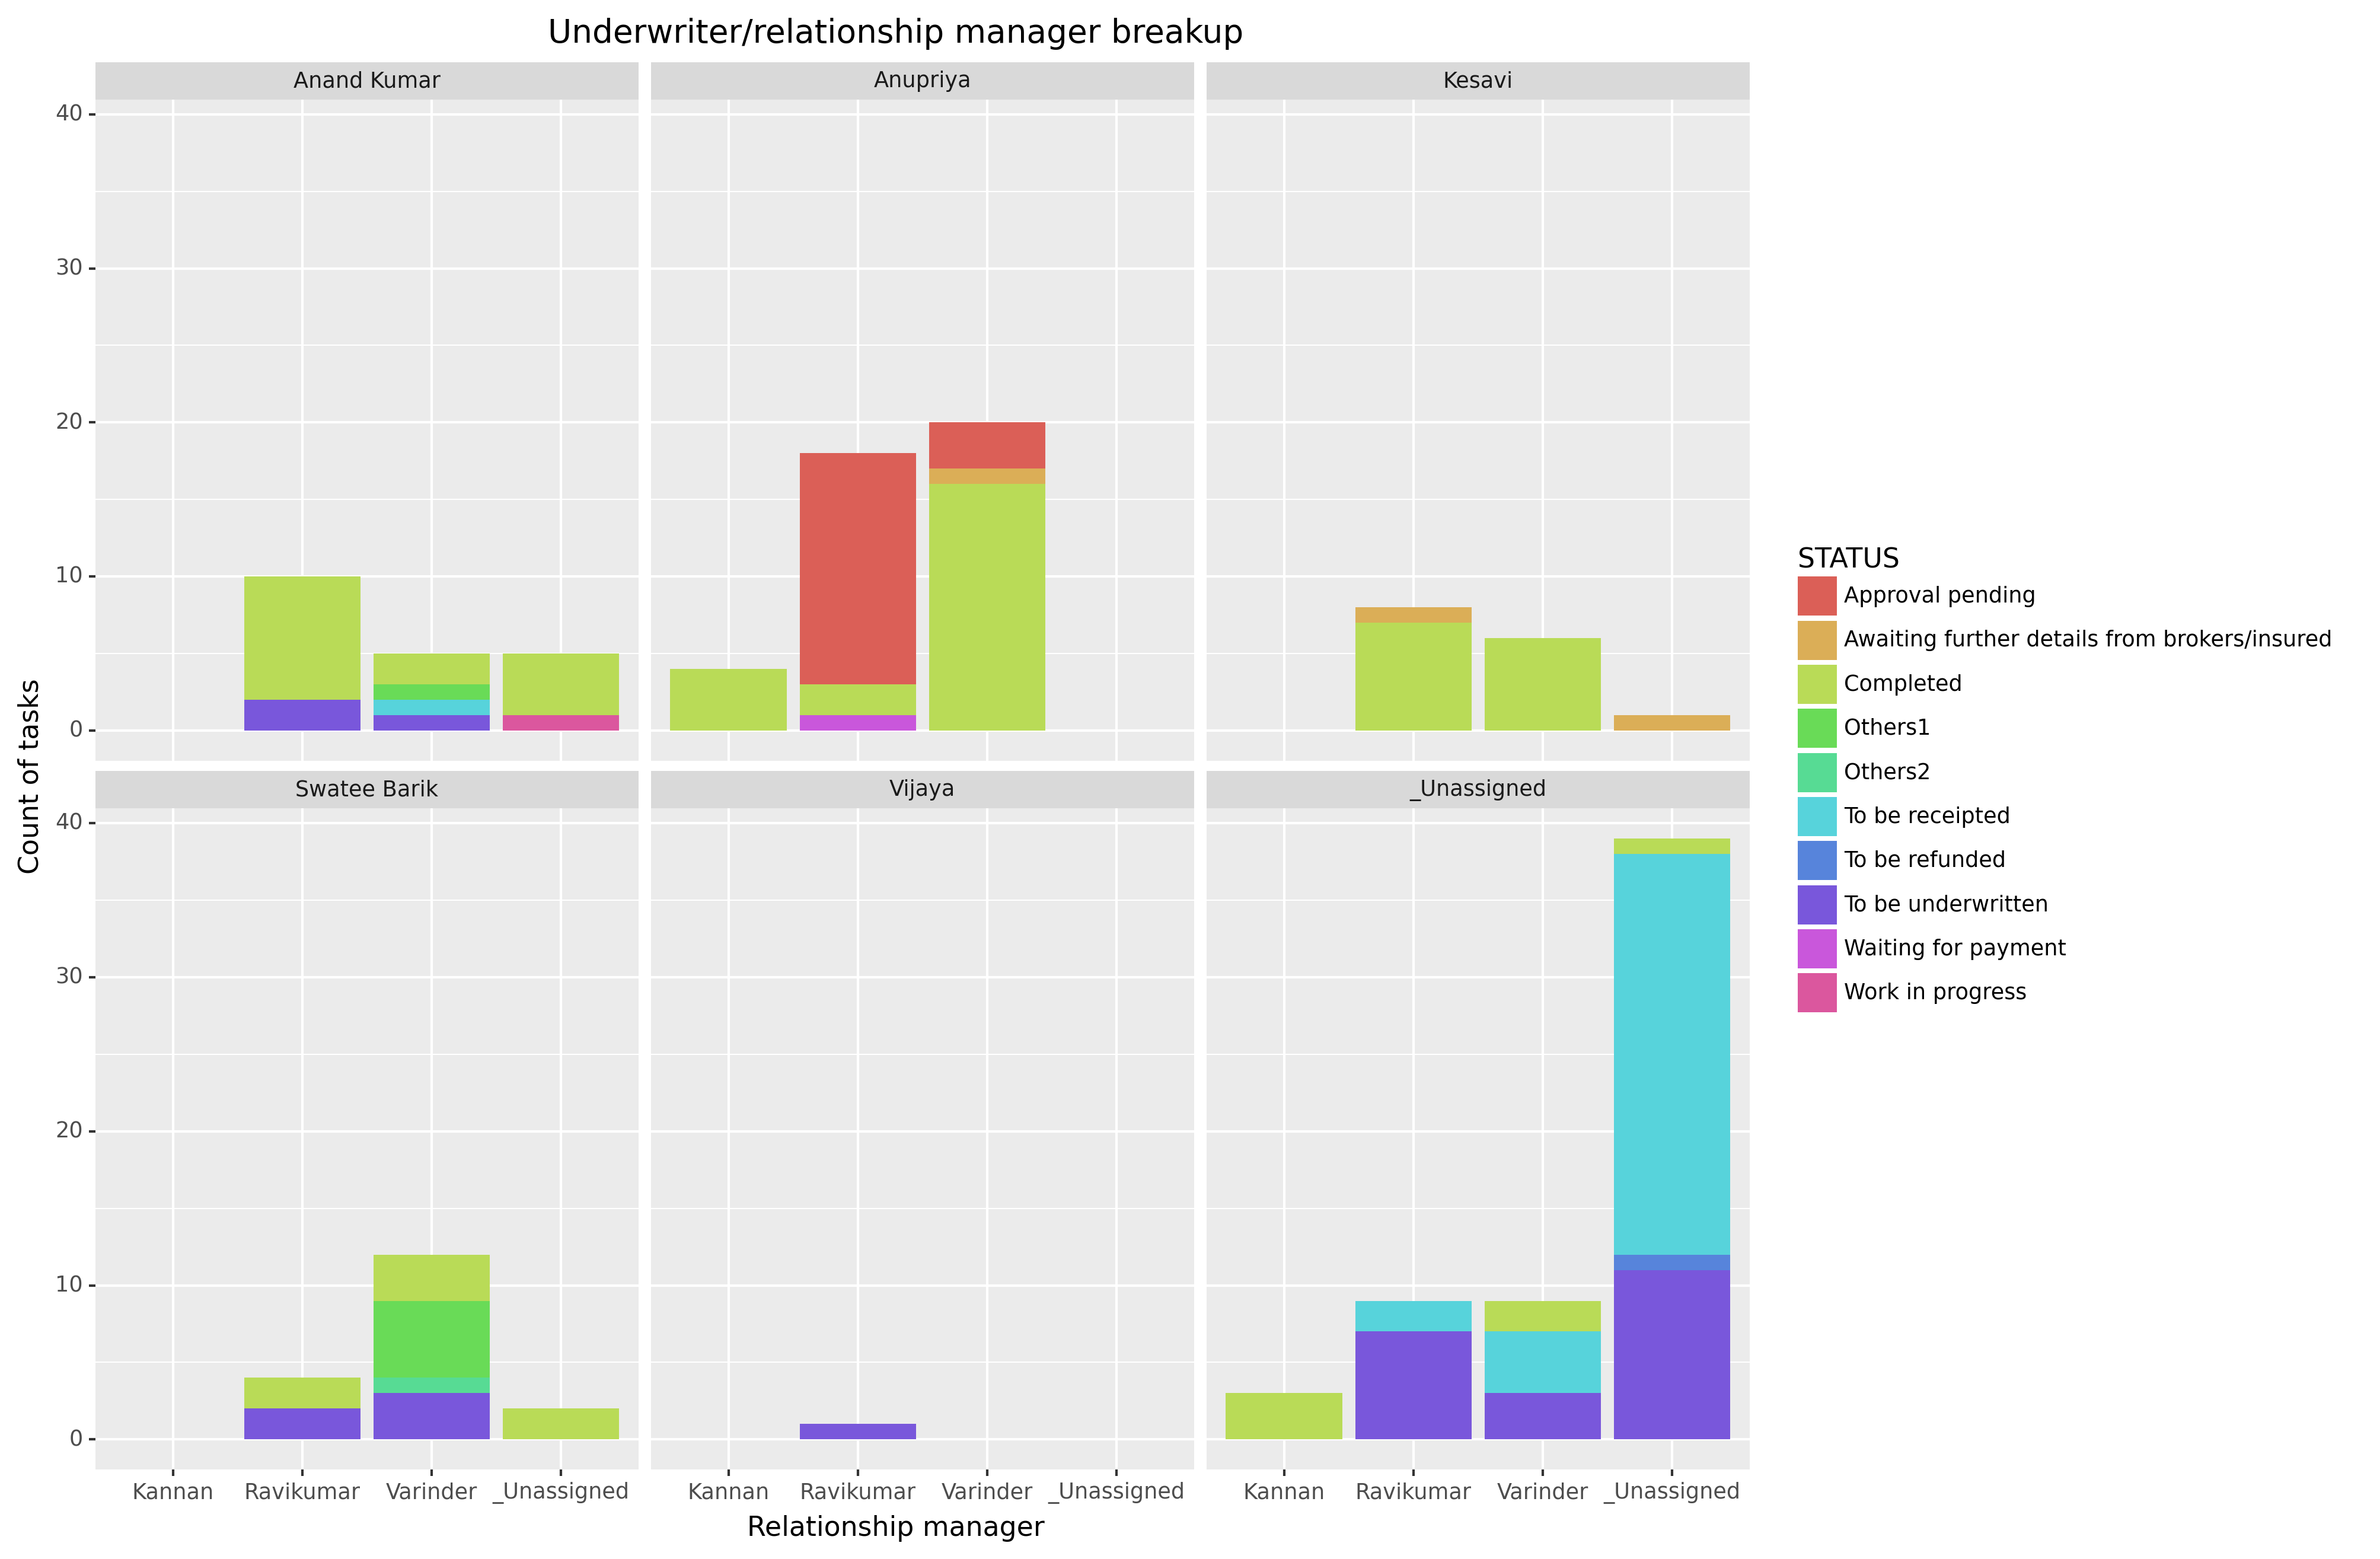 Underwriter/relationship manager breakup
Anand Kumar
Anupriya
Kesavi
40
30
20
10
0
Swatee Barik
Vijaya
_Unassigned
40
30
20
10
0
Kannan Ravikumar Varinder _Unassigned
Kannan Ravikumar Varinder _Unassigned
Kannan Ravikumar Varinder _Unassigned
Relationship manager
Count of tasks
STATUS
Approval pending
Awaiting further details from brokers/insured
Completed
Others1
Others2
To be receipted
To be refunded
To be underwritten
Waiting for payment
Work in progress